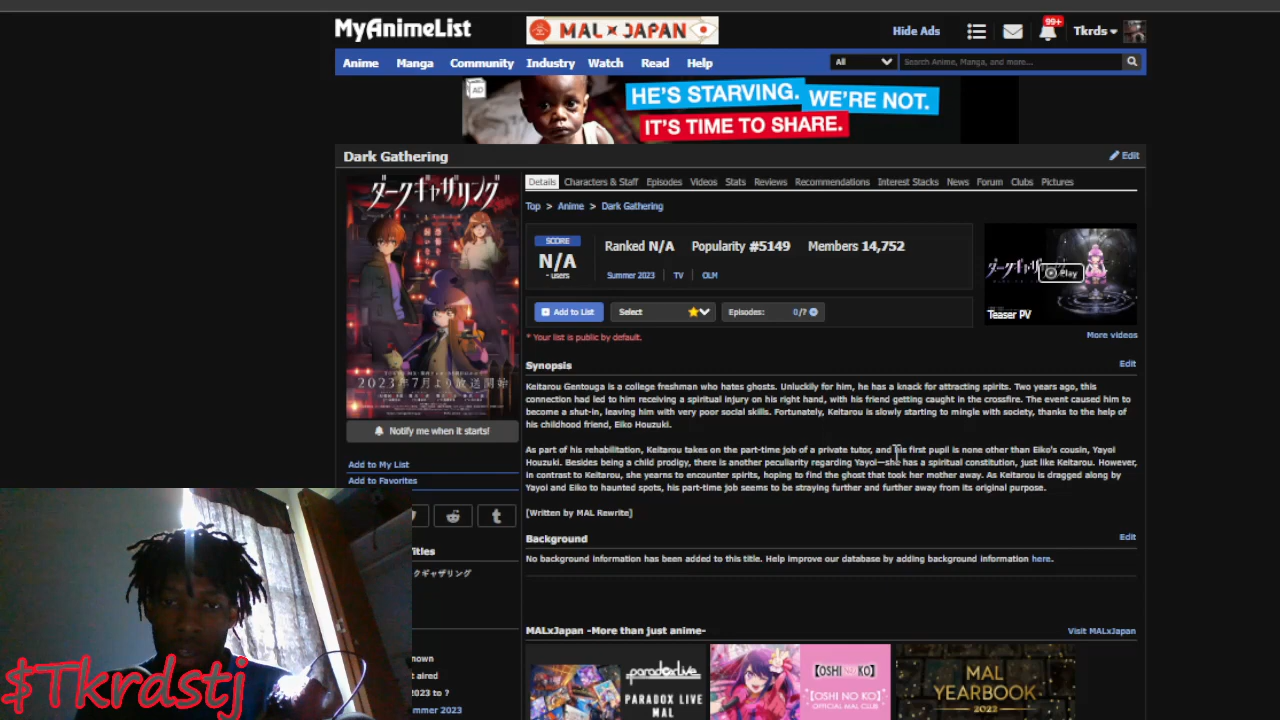 MyAnimeList
MAL x JAPAN
Hide Ads
99+
Tkrds
Anime Manga Community Industry Watch Read Help
All
Search Anime, Manga, and more...
AD
HE'S STARVING. WE'RE NOT.
IT'S TIME TO SHARE.
Dark Gathering
Edit
ダークギャザリング
2023年7月より放送開始
Notify me when it starts!
Add to My List
Add to Favorites
Details Characters & Staff Episodes Videos Stats Reviews Recommendations Interest Stacks News Forum Clubs Pictures
Top > Anime > Dark Gathering
SCORE
N/A
- users
Ranked N/A Popularity #5149 Members 14,752
Summer 2023 TV OLM
Add to List Select Episodes: 0/?
* Your list is public by default.
Play
Teaser PV
More videos
Synopsis
Edit
Keitarou Gentouga is a college freshman who hates ghosts. Unluckily for him, he has a knack for attracting spirits. Two years ago, this
connection had led to him receiving a spiritual injury on his right hand, with his friend getting caught in the crossfire. The event caused him to
become a shut-in, leaving him with very poor social skills. Fortunately, Keitarou is slowly starting to mingle with society, thanks to the help of
his childhood friend, Eiko Houzuki.
As part of his rehabilitation, Keitarou takes on the part-time job of a private tutor, and his first pupil is none other than Eiko's cousin, Yayoi
Houzuki. Besides being a child prodigy, there is another peculiarity regarding Yayoi—she has a spiritual constitution, just like Keitarou. However,
in contrast to Keitarou, she yearns to encounter spirits, hoping to find the ghost that took her mother away. As Keitarou is dragged along by
Yayoi and Eiko to haunted spots, his part-time job seems to be straying further and further away from its original purpose.
[Written by MAL Rewrite]
Background
Edit
No background information has been added to this title. Help improve our database by adding background information here.
MALxJapan -More than just anime-
Visit MALxJapan
paradoxlive
PARADOX LIVE
MAL
【OSHI NO KO】
【OSHI NO KO】
OFFICIAL MAL CLUB
MAL
YEARBOOK
2023
t
itles
クギャザリング
nown
t aired
2023 to ?
mmer 2023
$Tkrdstj